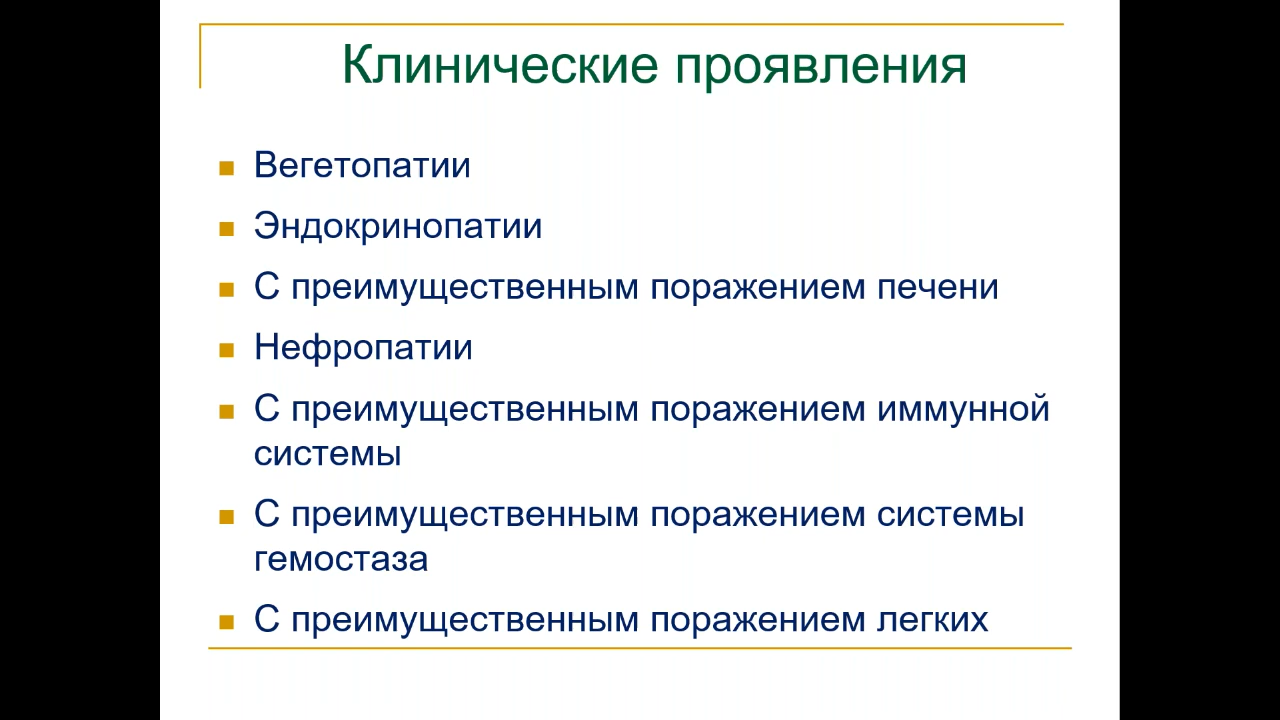 Клинические проявления
Вегетопатии
Эндокринопатии
С преимущественным поражением печени
Нефропатии
С преимущественным поражением иммунной
системы
С преимущественным поражением системы
гемостаза
С преимущественным поражением легких